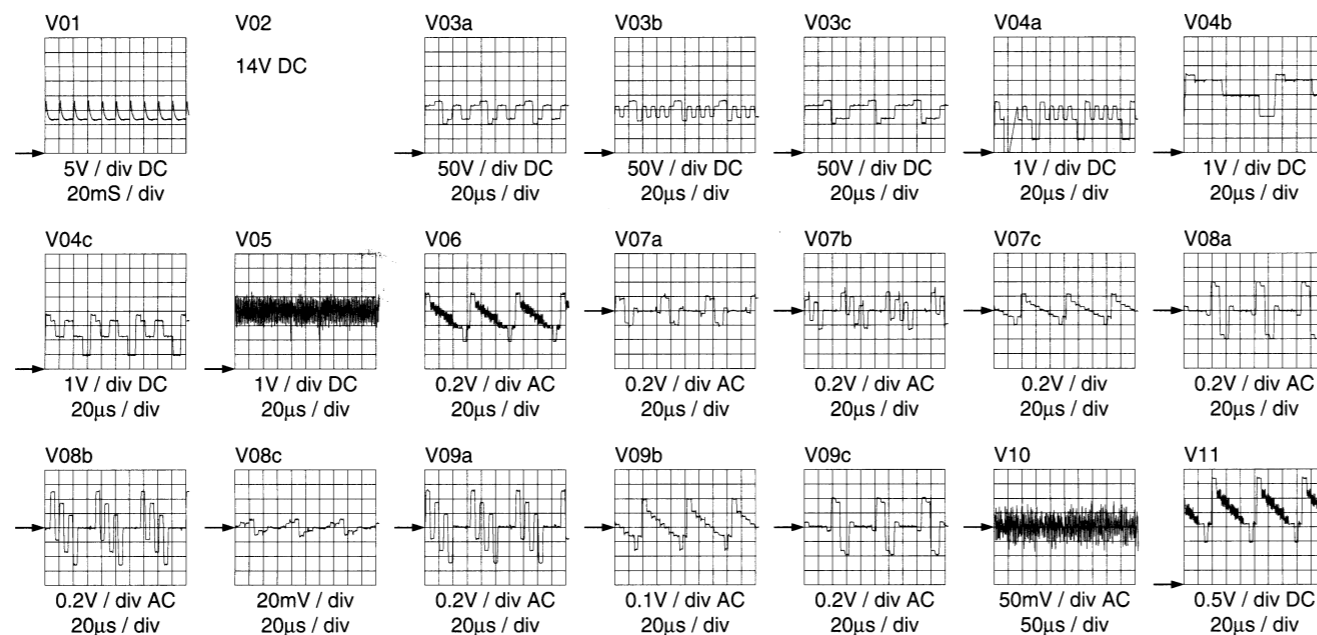 V01 V02 V03a V03b V03c V04a V04b
14V DC
5V / div DC 50V / div DC 50V / div DC 50V / div DC 1V / div DC 1V / div DC
20mS / div 20µs / div 20µs / div 20µs / div 20µs / div 20µs / div
V04c V05 V06 V07a V07b V07c V08a
1V / div DC 1V / div DC 0.2V / div AC 0.2V / div AC 0.2V / div AC 0.2V / div 0.2V / div AC
20µs / div 20µs / div 20µs / div 20µs / div 20µs / div 20µs / div 20µs / div
V08b V08c V09a V09b V09c V10 V11
0.2V / div AC 20mV / div 0.2V / div AC 0.1V / div AC 0.2V / div AC 50mV / div AC 0.5V / div DC
20µs / div 20µs / div 20µs / div 20µs / div 20µs / div 50µs / div 20µs / div